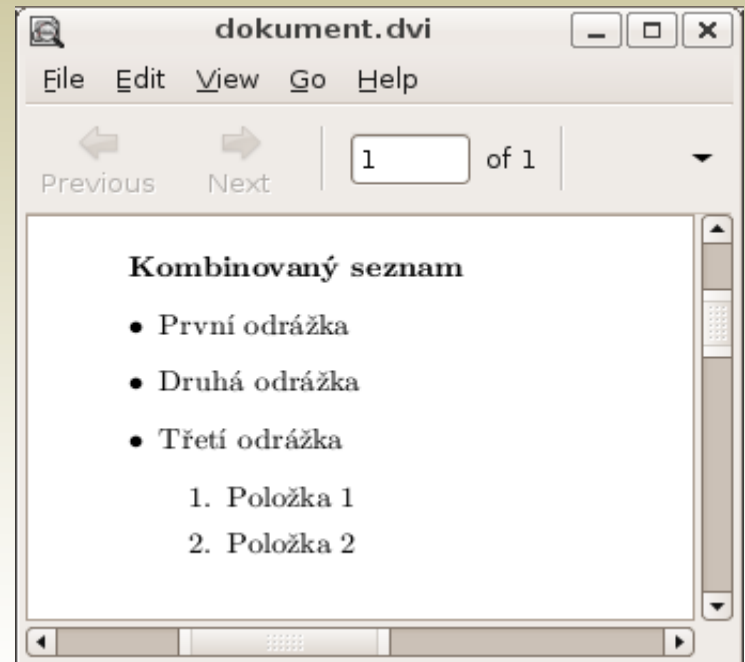 dokument.dvi
File Edit View Go Help
Previous Next 1 of 1
Kombinovaný seznam
• První odrážka
• Druhá odrážka
• Třetí odrážka
1. Položka 1
2. Položka 2